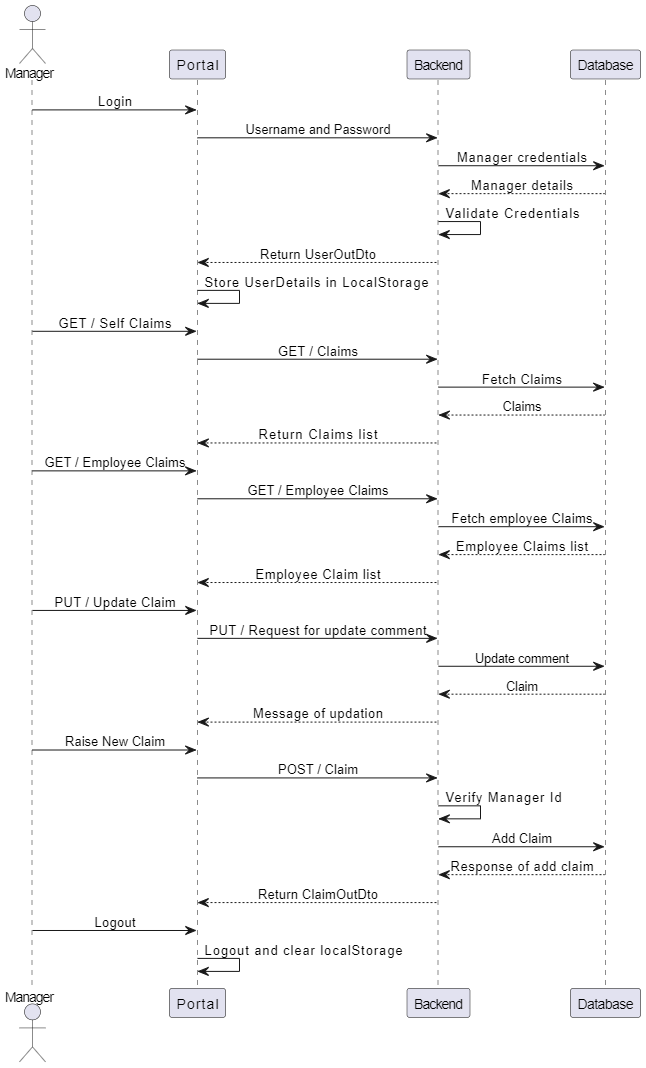 Manager
Portal
Backend
Database
Login
Username and Password
Manager credentials
Manager details
Validate Credentials
Return UserOutDto
Store UserDetails in LocalStorage
GET / Self Claims
GET / Claims
Fetch Claims
Claims
Return Claims list
GET / Employee Claims
GET / Employee Claims
Fetch employee Claims
Employee Claims list
Employee Claim list
PUT / Update Claim
PUT / Request for update comment
Update comment
Claim
Message of updation
Raise New Claim
POST / Claim
Verify Manager Id
Add Claim
Response of add claim
Return ClaimOutDto
Logout
Logout and clear localStorage
Manager
Portal
Backend
Database